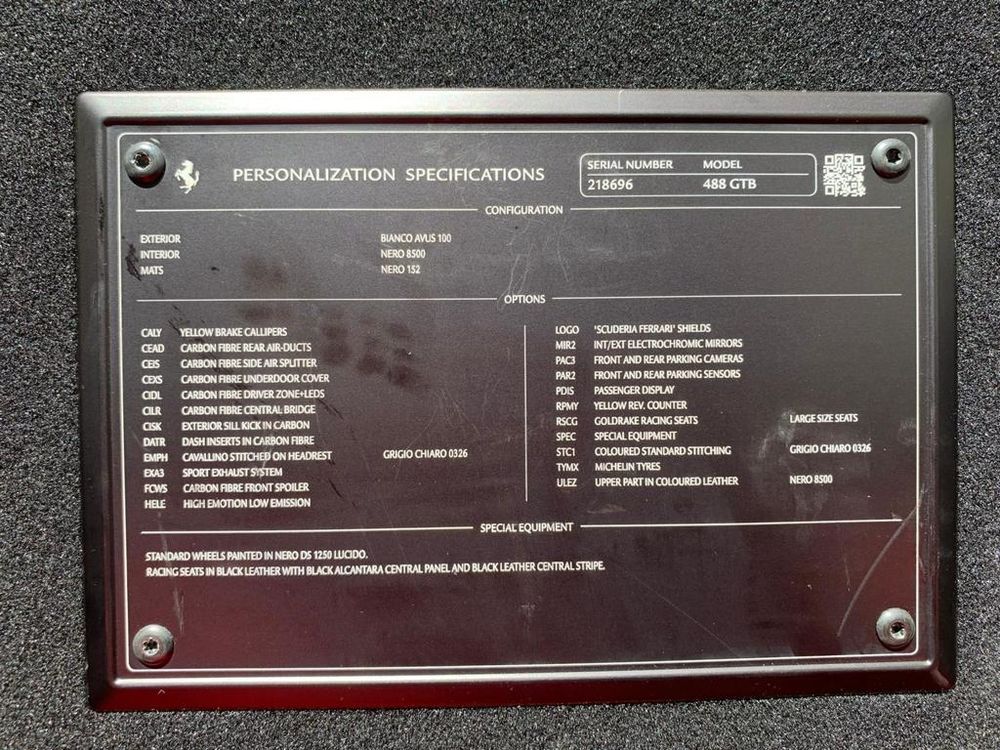 PERSONALIZATION SPECIFICATIONS
SERIAL NUMBER MODEL
218696 488 GTB
CONFIGURATION
EXTERIOR BIANCO AVUS 100
INTERIOR NERO 8500
MATS NERO 152
OPTIONS
CALY YELLOW BRAKE CALLIPERS
CEAD CARBON FIBRE REAR AIR-DUCTS
CEIS CARBON FIBRE SIDE AIR SPLITTER
CEXS CARBON FIBRE UNDERDOOR COVER
CIDL CARBON FIBRE DRIVER ZONE+LEDS
CILR CARBON FIBRE CENTRAL BRIDGE
CISK EXTERIOR SILL KICK IN CARBON
DATR DASH INSERTS IN CARBON FIBRE
EMPH CAVALLINO STITCHED ON HEADREST GRIGIO CHIARO 0326
EXA3 SPORT EXHAUST SYSTEM
FCWS CARBON FIBRE FRONT SPOILER
HELE HIGH EMOTION LOW EMISSION
LOGO 'SCUDERIA FERRARI' SHIELDS
MIR2 INT/EXT ELECTROCHROMIC MIRRORS
PAC3 FRONT AND REAR PARKING CAMERAS
PAR2 FRONT AND REAR PARKING SENSORS
PDIS PASSENGER DISPLAY
RPMY YELLOW REV. COUNTER
RSCG GOLDRAKE RACING SEATS LARGE SIZE SEATS
SPEC SPECIAL EQUIPMENT
STC1 COLOURED STANDARD STITCHING GRIGIO CHIARO 0326
TYMX MICHELIN TYRES
ULEZ UPPER PART IN COLOURED LEATHER NERO 8500
SPECIAL EQUIPMENT
STANDARD WHEELS PAINTED IN NERO DS 1250 LUCIDO.
RACING SEATS IN BLACK LEATHER WITH BLACK ALCANTARA CENTRAL PANEL AND BLACK LEATHER CENTRAL STRIPE.